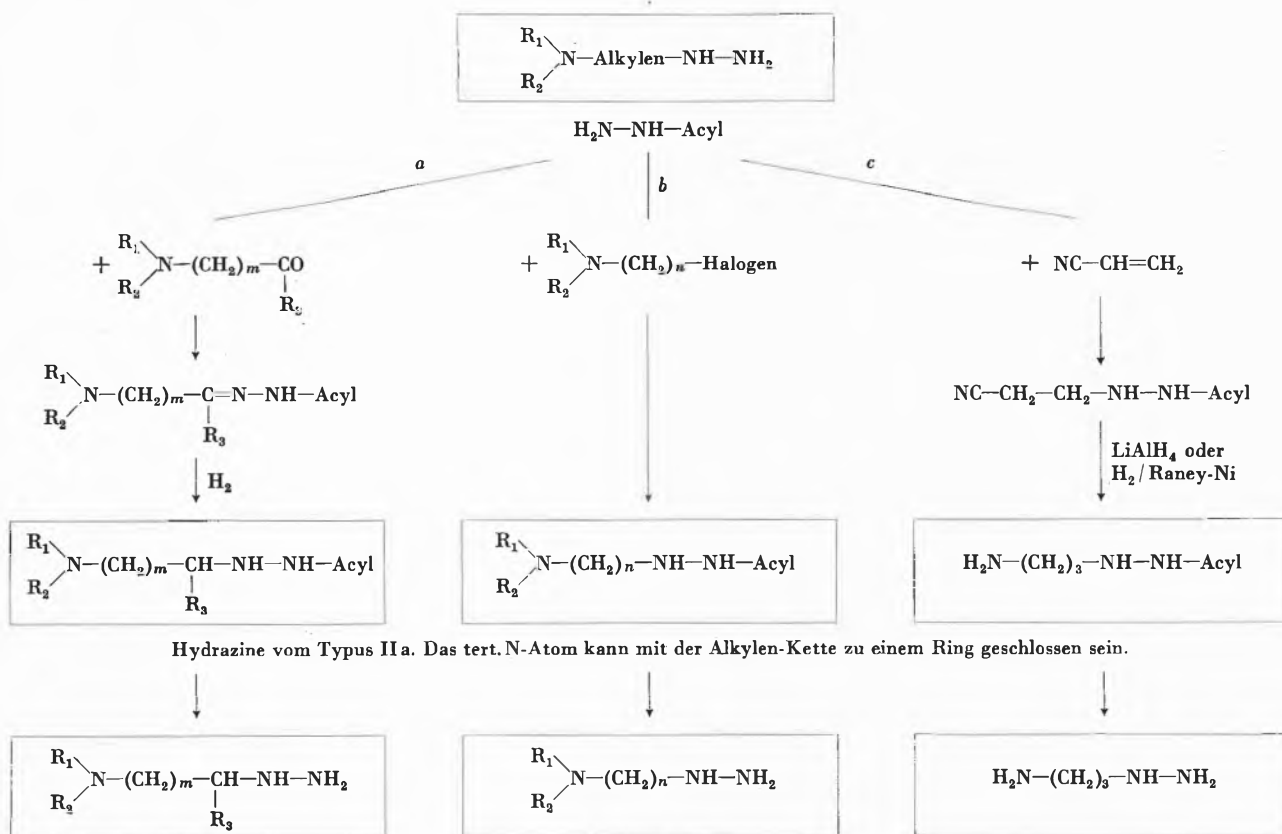 R₁
N—Alkylen—NH—NH₂
R₂
H₂N—NH—Acyl
a
b
c
+ R₁
N—(CH₂)m—CO
R₂
R₃
+ R₁
N—(CH₂)n—Halogen
R₂
+ NC—CH=CH₂
R₁
N—(CH₂)m—C=N—NH—Acyl
R₂
R₃
H₂
NC—CH₂—CH₂—NH—NH—Acyl
LiAlH₄ oder
H₂/Raney-Ni
R₁
N—(CH₂)m—CH—NH—NH—Acyl
R₂
R₃
R₁
N—(CH₂)n—NH—NH—Acyl
R₂
H₂N—(CH₂)₃—NH—NH—Acyl
Hydrazine vom Typus IIa. Das tert. N-Atom kann mit der Alkylen-Kette zu einem Ring geschlossen sein.
R₁
N—(CH₂)m—CH—NH—NH₂
R₂
R₃
R₁
N—(CH₂)n—NH—NH₂
R₂
H₂N—(CH₂)₃—NH—NH₂